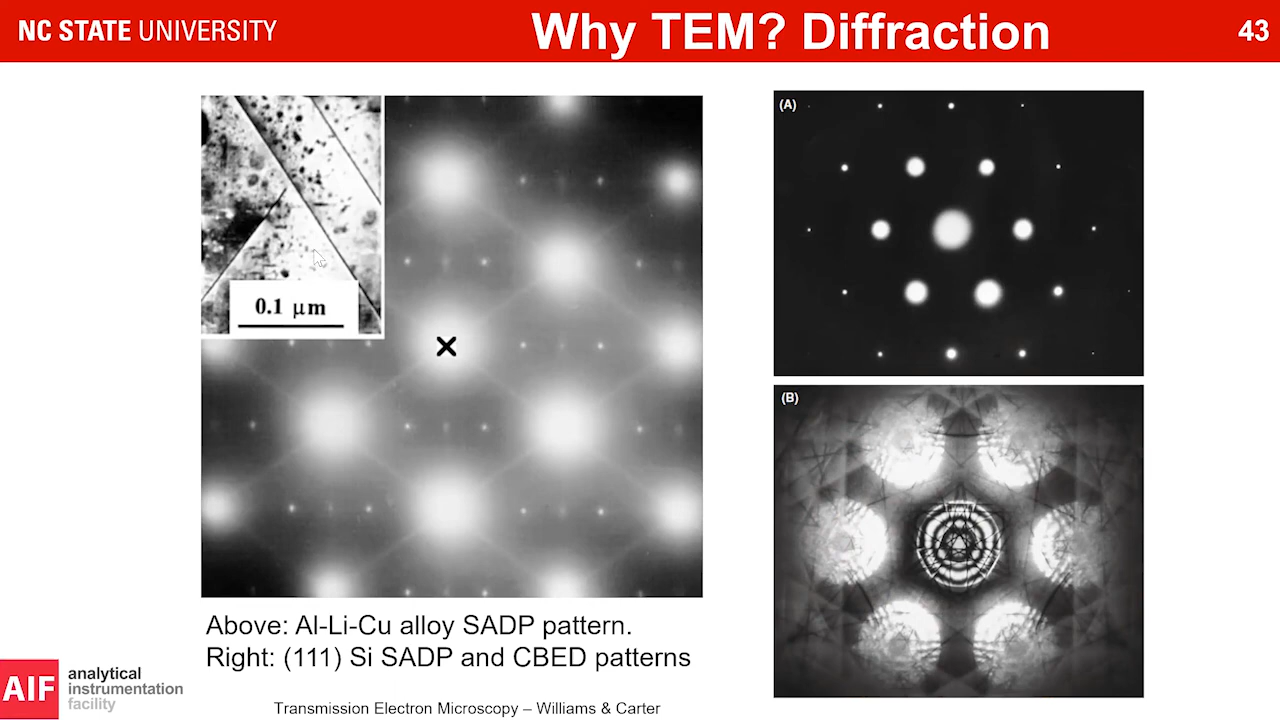 NC STATE UNIVERSITY
Why TEM? Diffraction
43
0.1 μm
(A)
(B)
Above: Al-Li-Cu alloy SADP pattern.
Right: (111) Si SADP and CBED patterns
AIF
analytical
instrumentation
facility
Transmission Electron Microscopy – Williams & Carter